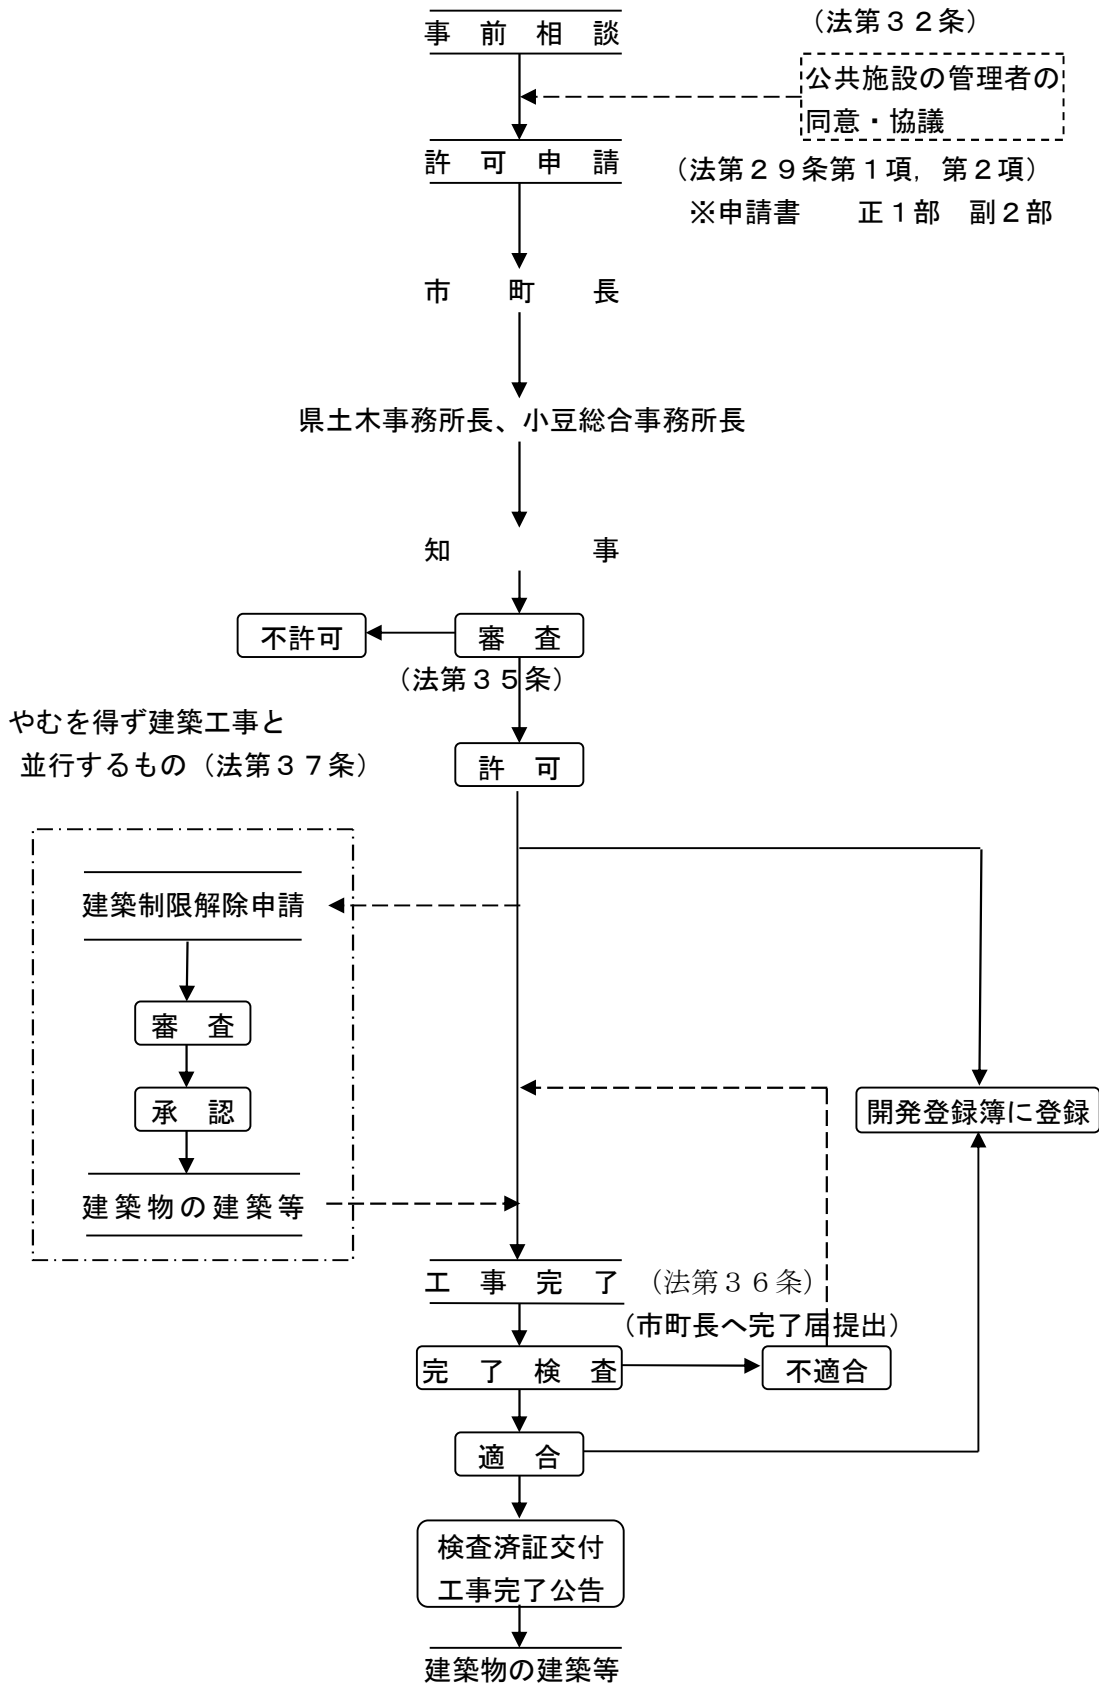 事　前　相　談
（法第３２条）
公共施設の管理者の
同意・協議
許　可　申　請
（法第２９条第１項，第２項）
※申請書　　正１部　副２部
市　　町　　長
県土木事務所長、小豆総合事務所長
知　　　　　事
審　査
不許可
（法第３５条）
やむを得ず建築工事と
並行するもの（法第３７条）
許　可
建築制限解除申請
審　査
承　認
開発登録簿に登録
建築物の建築等
工　事　完　了
（法第３６条）
（市町長へ完了届提出）
完　了　検　査
不適合
適　合
検査済証交付
工事完了公告
建築物の建築等